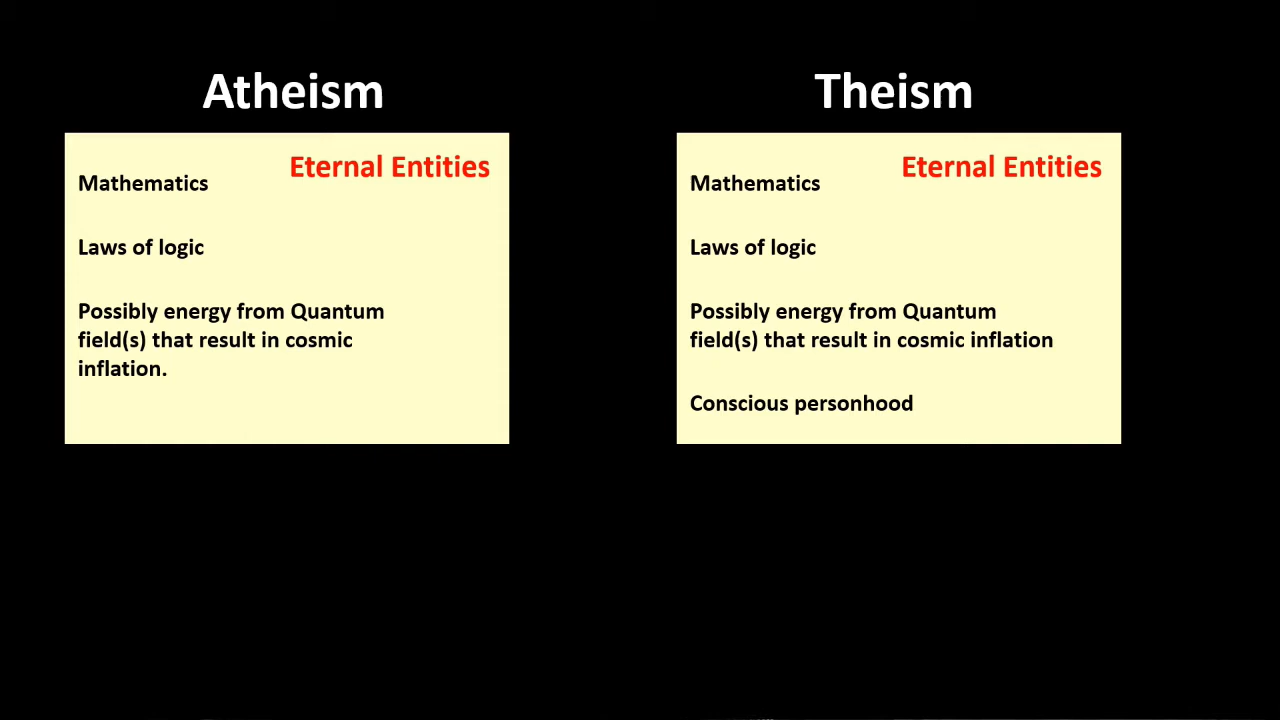 Atheism
Eternal Entities
Mathematics
Laws of logic
Possibly energy from Quantum
field(s) that result in cosmic
inflation.
Theism
Eternal Entities
Mathematics
Laws of logic
Possibly energy from Quantum
field(s) that result in cosmic inflation
Conscious personhood